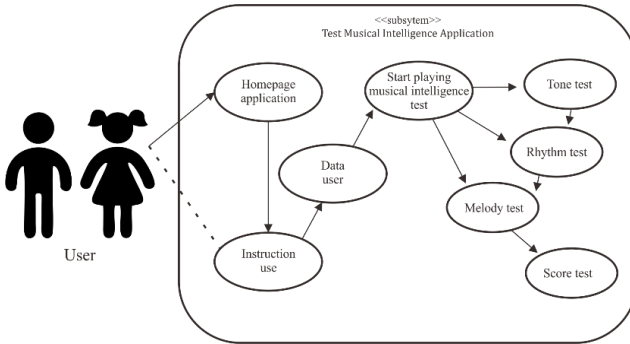 <<subsytem>>
Test Musical Intelligence Application
Homepage
application
Start playing
musical intelligence
test
Tone test
Rhythm test
Data
user
Melody test
Instruction
use
Score test
User